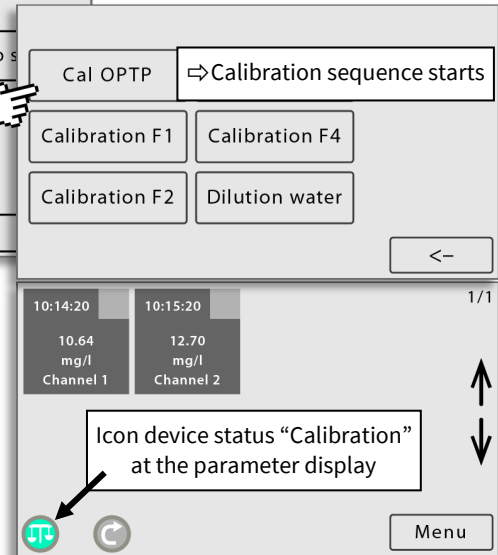 Cal OPTP
⇨Calibration sequence starts
Calibration F1
Calibration F4
Calibration F2
Dilution water
<–
1/1
10:14:20
10:15:20
10.64
mg/l
Channel 1
12.70
mg/l
Channel 2
Icon device status “Calibration”
at the parameter display
Menu